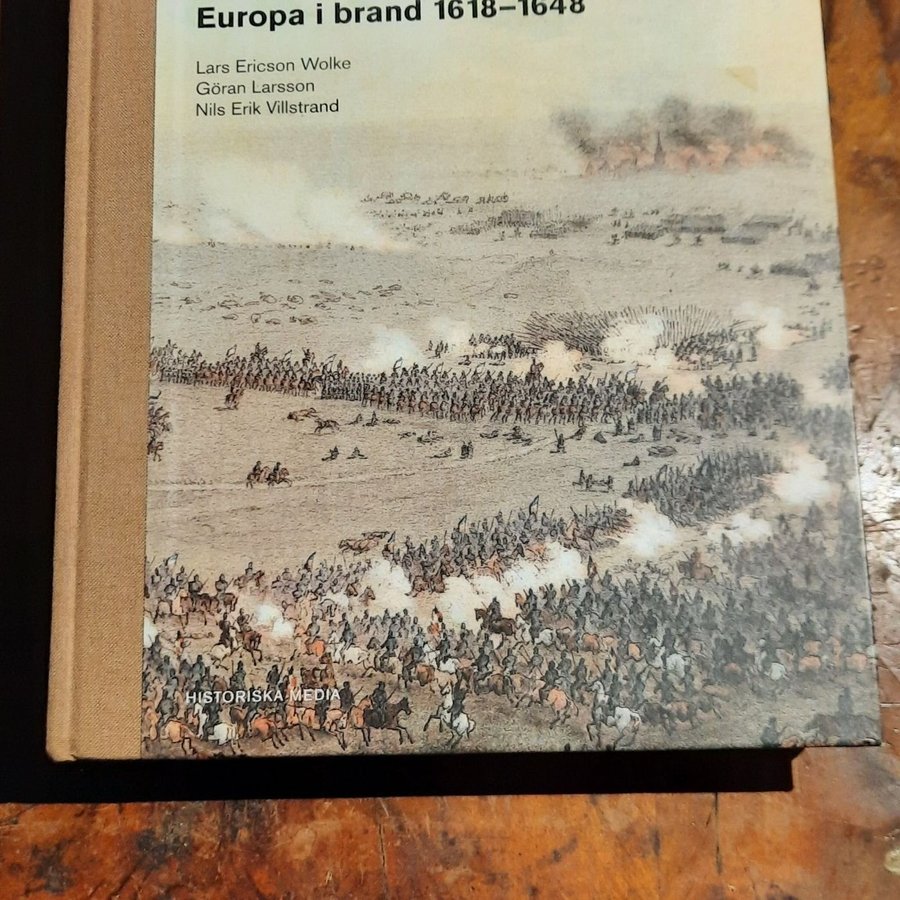 Europa i brand 1618–1648
Lars Ericson Wolke
Göran Larsson
Nils Erik Villstrand
HISTORISKA MEDIA